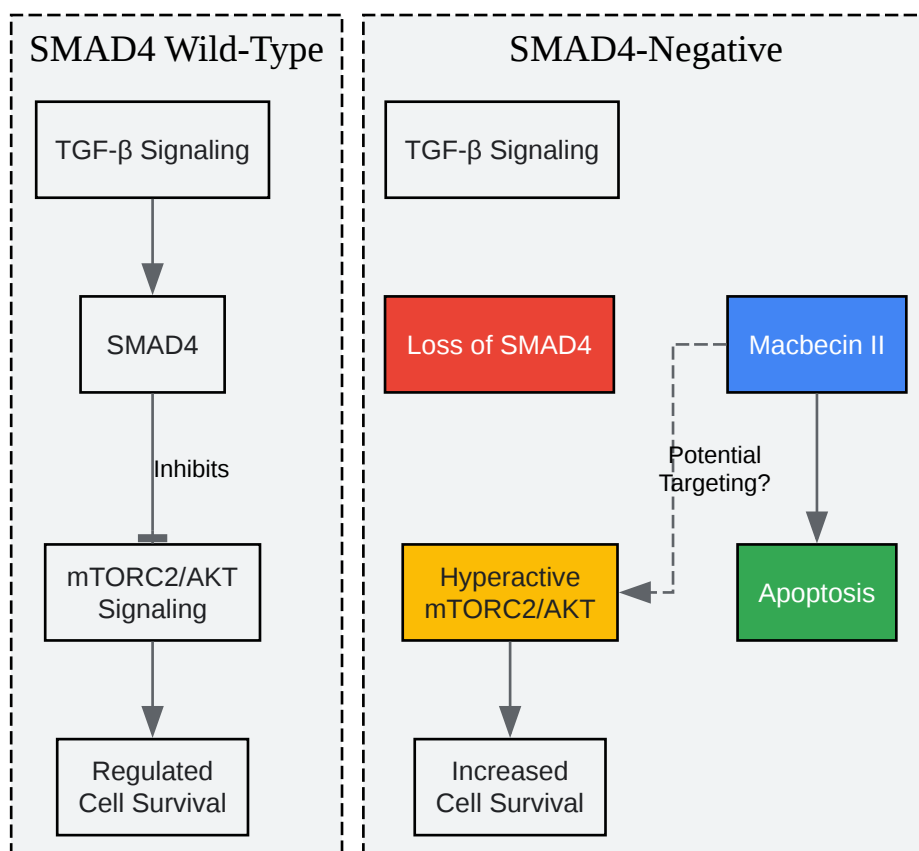 SMAD4 Wild-Type
TGF-β Signaling
SMAD4
Inhibits
mTORC2/AKT
Signaling
Regulated
Cell Survival
SMAD4-Negative
TGF-β Signaling
Loss of SMAD4
Macbecin II
Potential
Targeting?
Hyperactive
mTORC2/AKT
Apoptosis
Increased
Cell Survival